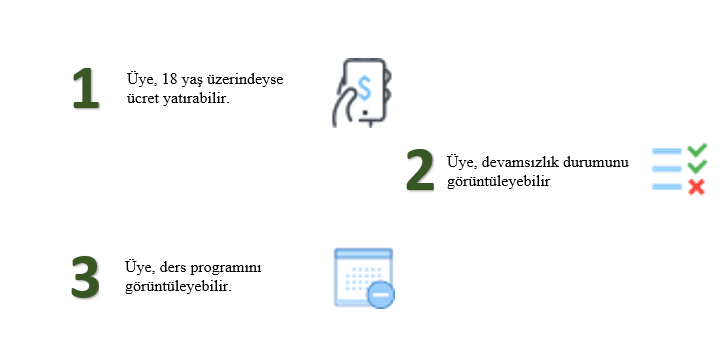 1
Üye, 18 yaş üzerindeyse
ücret yatırabilir.
$
2
Üye, devamsızlık durumunu
görüntüleyebilir
3
Üye, ders programını
görüntüleyebilir.